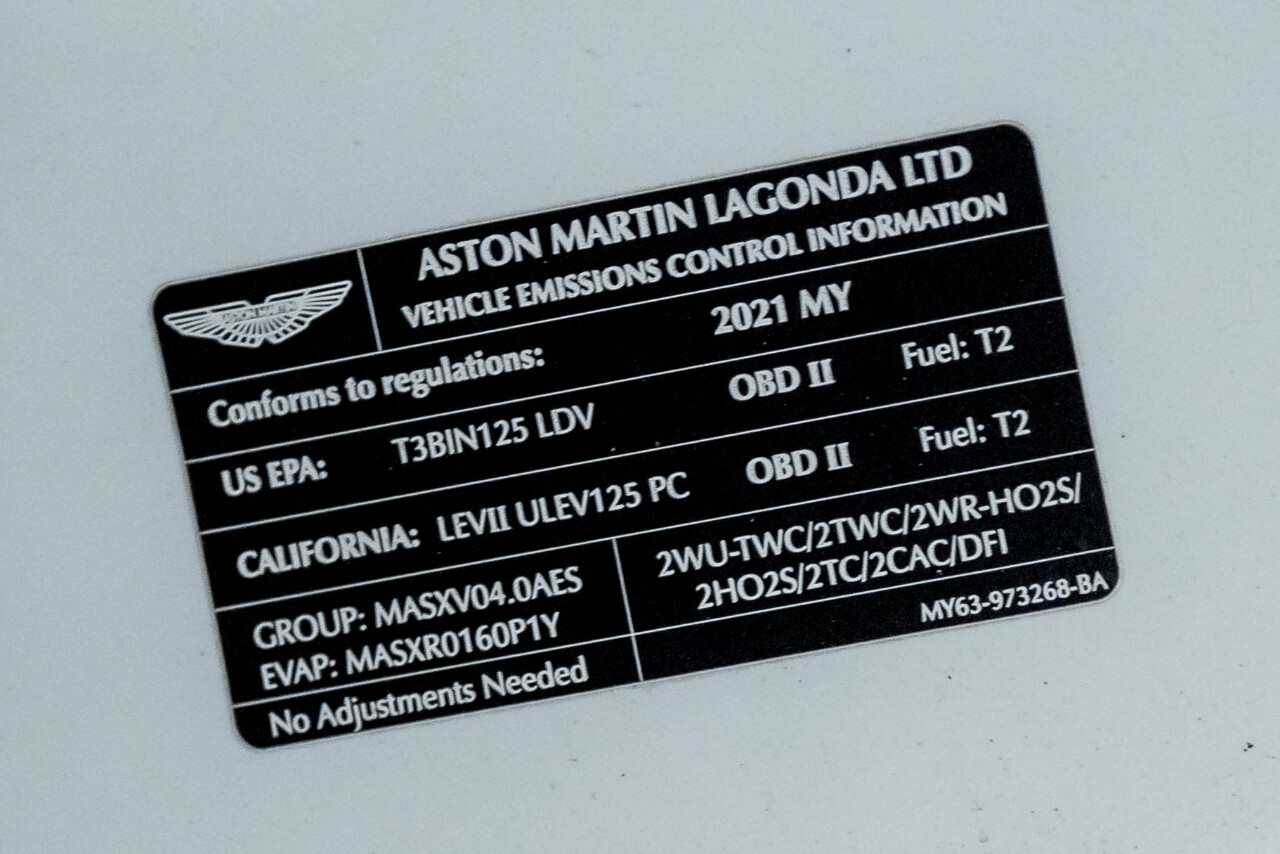 ASTON MARTIN
ASTON MARTIN LAGONDA LTD
VEHICLE EMISSIONS CONTROL INFORMATION
Conforms to regulations: 2021 MY
US EPA: T3BIN125 LDV OBD II Fuel: T2
CALIFORNIA: LEVII ULEV125 PC OBD II Fuel: T2
GROUP: MASXV04.0AES
EVAP: MASXR0160P1Y
2WU-TWC/2TWC/2WR-HO2S/
2HO2S/2TC/2CAC/DFI
No Adjustments Needed
MY63-973268-BA